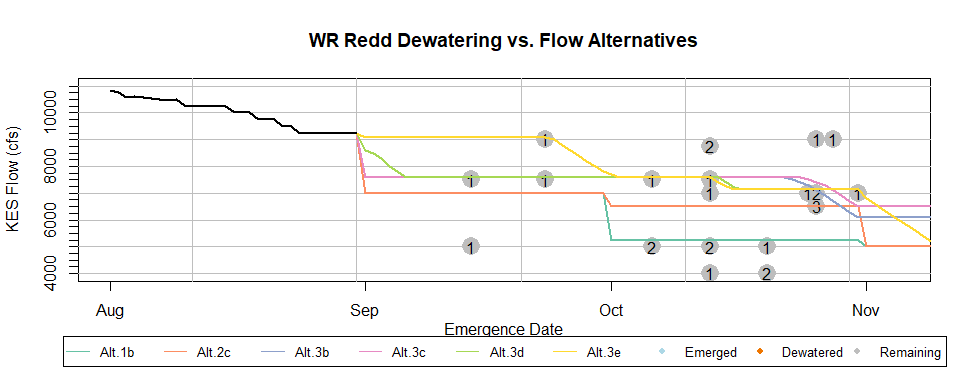 WR Redd Dewatering vs. Flow Alternatives
KES Flow (cfs)
10000
8000
6000
4000
1
1
1
2
1 1
1
1
1
1
1 12
1
3
1
2
2
1
1
2
Aug
Sep
Oct
Nov
Emergence Date
Alt.1b
Alt.2c
Alt.3b
Alt.3c
Alt.3d
Alt.3e
Emerged
Dewatered
Remaining